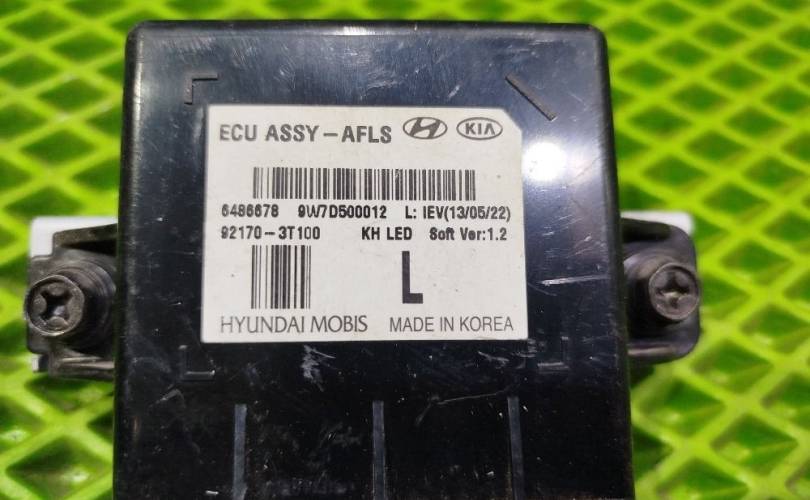 ECU ASSY-AFLS KIA
6486678 9W7D500012 L: IEV(13/05/22)
92170-3T100 KH LED Soft Ver:1.2
L
HYUNDAI MOBIS MADE IN KOREA